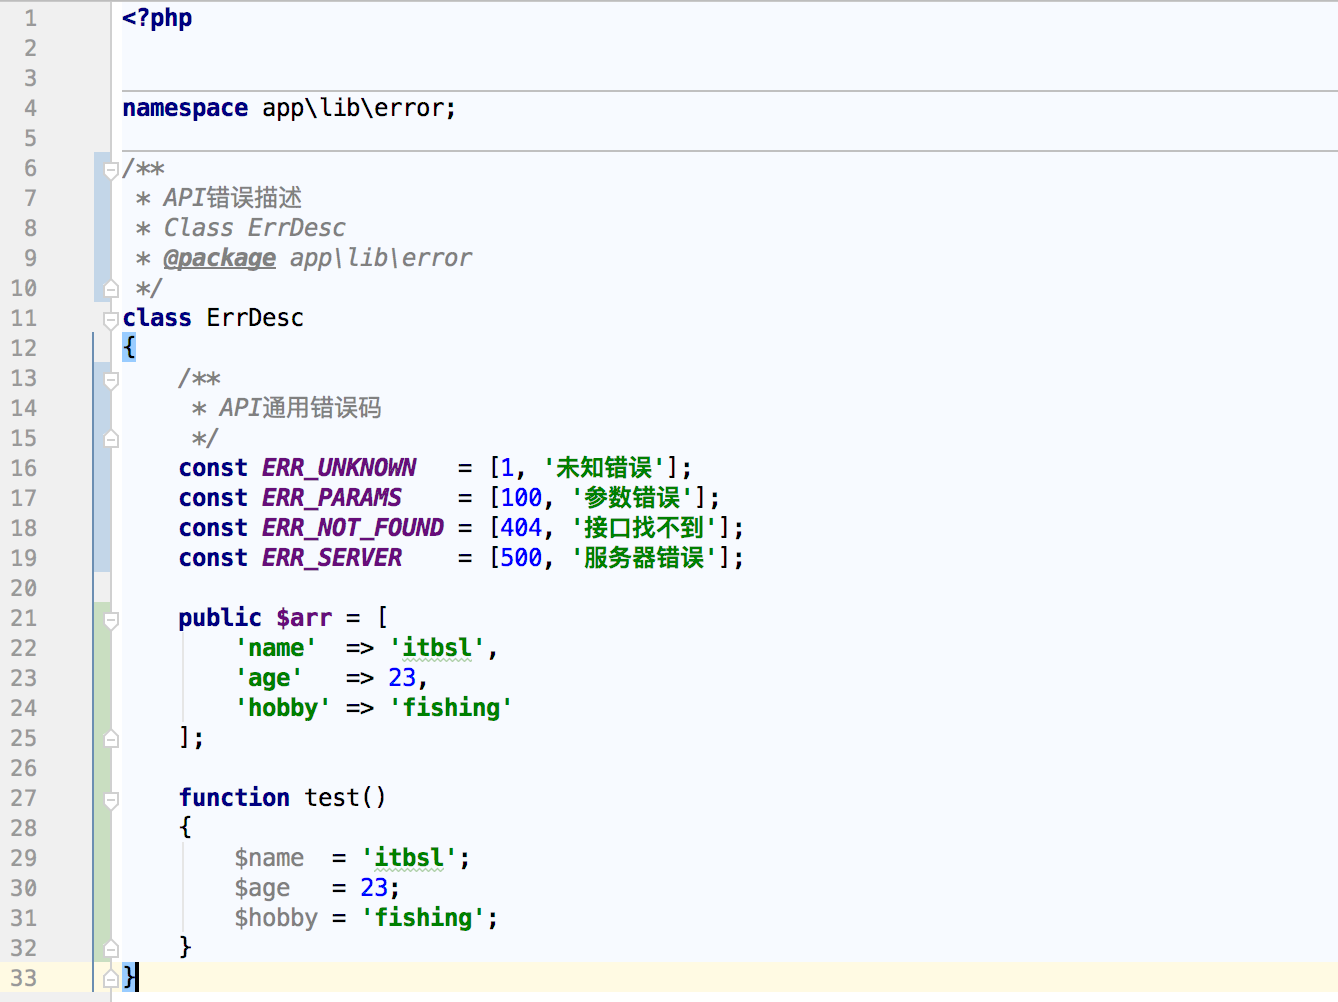 1 <?php
2
3
4 namespace app\lib\error;
5
6 /**
7  * API错误描述
8  * Class ErrDesc
9  * @package app\lib\error
10  */
11 class ErrDesc
12 {
13     /**
14      * API通用错误码
15      */
16     const ERR_UNKNOWN   = [1, '未知错误'];
17     const ERR_PARAMS    = [100, '参数错误'];
18     const ERR_NOT_FOUND = [404, '接口找不到'];
19     const ERR_SERVER    = [500, '服务器错误'];
20
21     public $arr = [
22         'name'  => 'itbsl',
23         'age'   => 23,
24         'hobby' => 'fishing'
25     ];
26
27     function test()
28     {
29         $name  = 'itbsl';
30         $age   = 23;
31         $hobby = 'fishing';
32     }
33 }